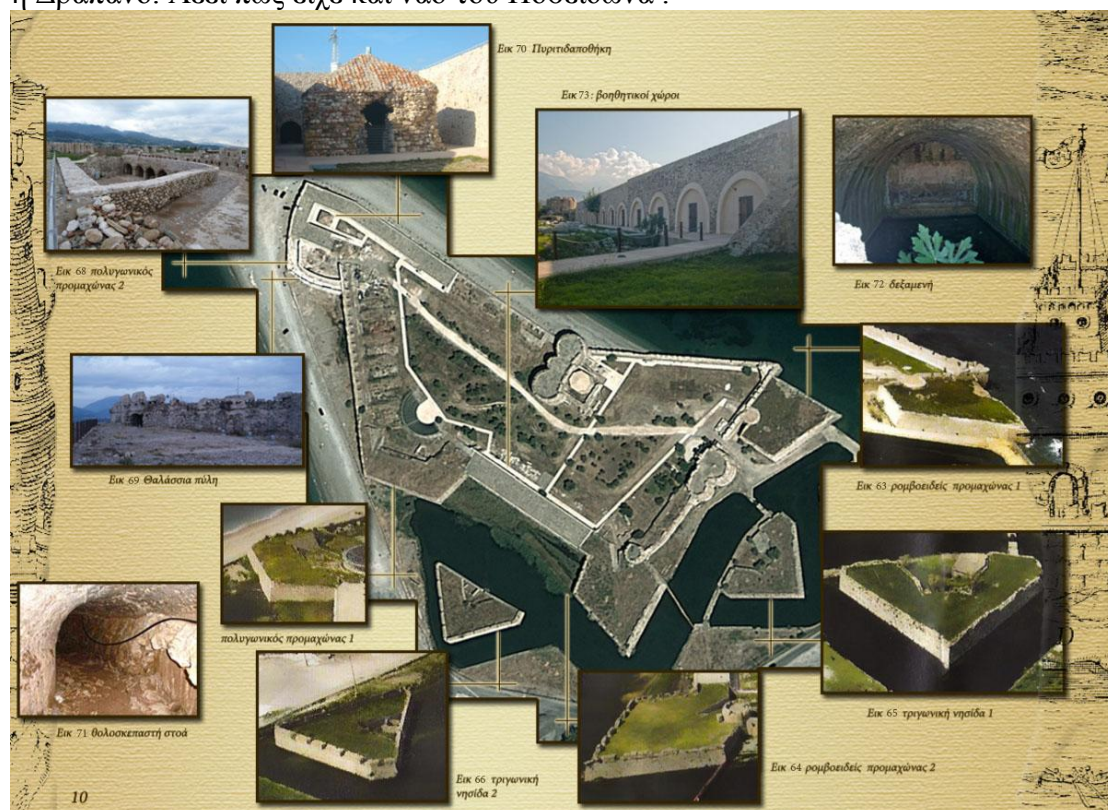 Εικ 70 Πυριτιδαποθήκη
Εικ 73: βοηθητικοί χώροι
Εικ 68 πολυγωνικός
προμαχώνας 2
Εικ 72 δεξαμενή
Εικ 69 Θαλάσσια πύλη
Εικ 63 ρομβοειδείς προμαχώνας 1
πολυγωνικός προμαχώνας 1
Εικ 65 τριγωνική νησίδα 1
Εικ 71 θολοσκεπαστή στοά
Εικ 66 τριγωνική
νησίδα 2
Εικ 64 ρομβοειδείς προμαχώνας 2
10